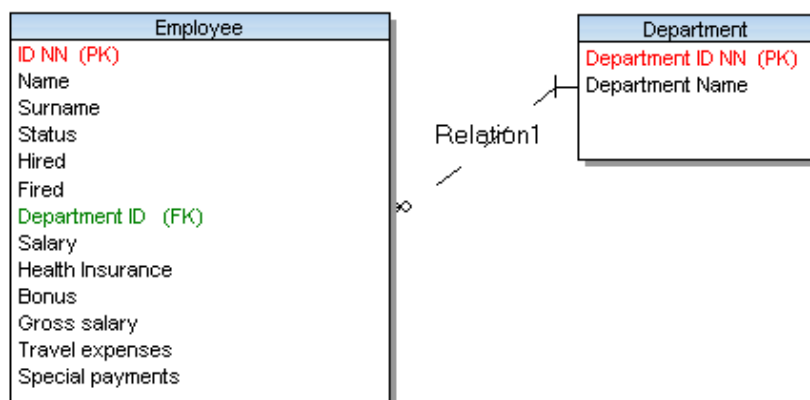 Employee
ID NN (PK)
Name
Surname
Status
Hired
Fired
Department ID (FK)
Salary
Health Insurance
Bonus
Gross salary
Travel expenses
Special payments
Relation1
Department
Department ID NN (PK)
Department Name